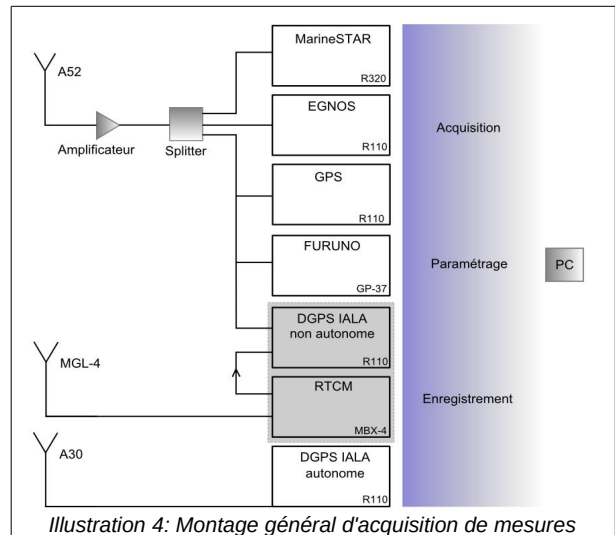 MarineSTAR
R320
A52
EGNOS
R110
Amplificateur
Splitter
Acquisition
GPS
R110
FURUNO
GP-37
Paramétrage
PC
DGPS IALA
non autonome
R110
MGL-4
RTCM
MBX-4
Enregistrement
A30
DGPS IALA
autonome
R110
Illustration 4: Montage général d'acquisition de mesures